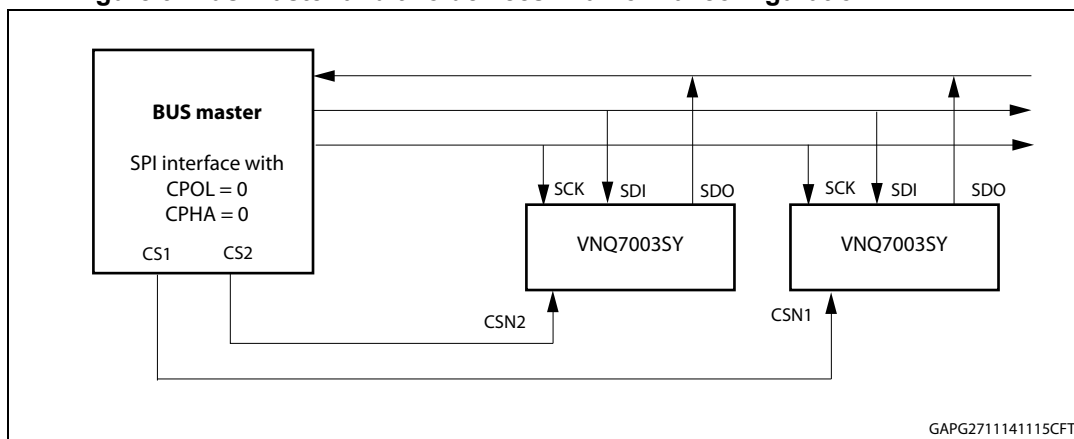 BUS master
SPI interface with
CPOL = 0
CPHA = 0
CS1 CS2
SCK SDI SDO
VNQ7003SY
CSN2
SCK SDI SDO
VNQ7003SY
CSN1
GAPG2711141115CFT